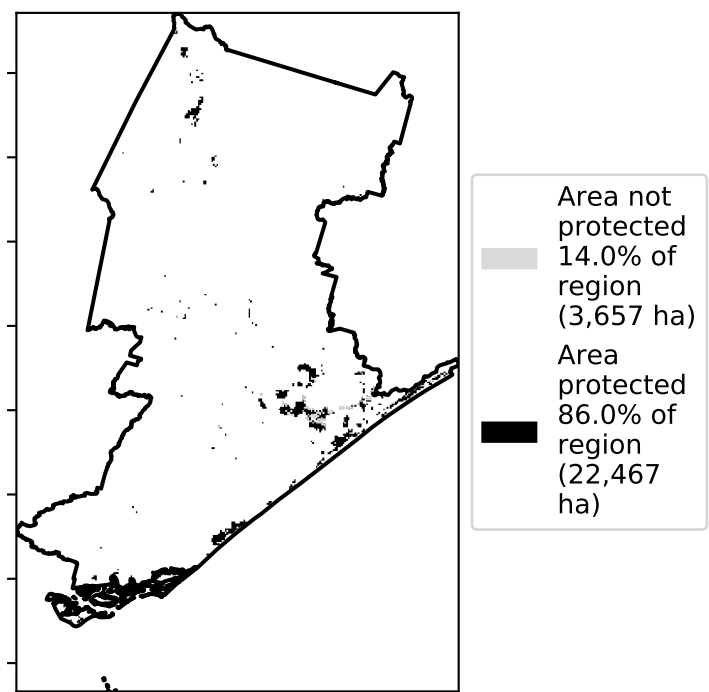 Area not
protected
14.0% of
region
(3,657 ha)
Area
protected
86.0% of
region
(22,467
ha)